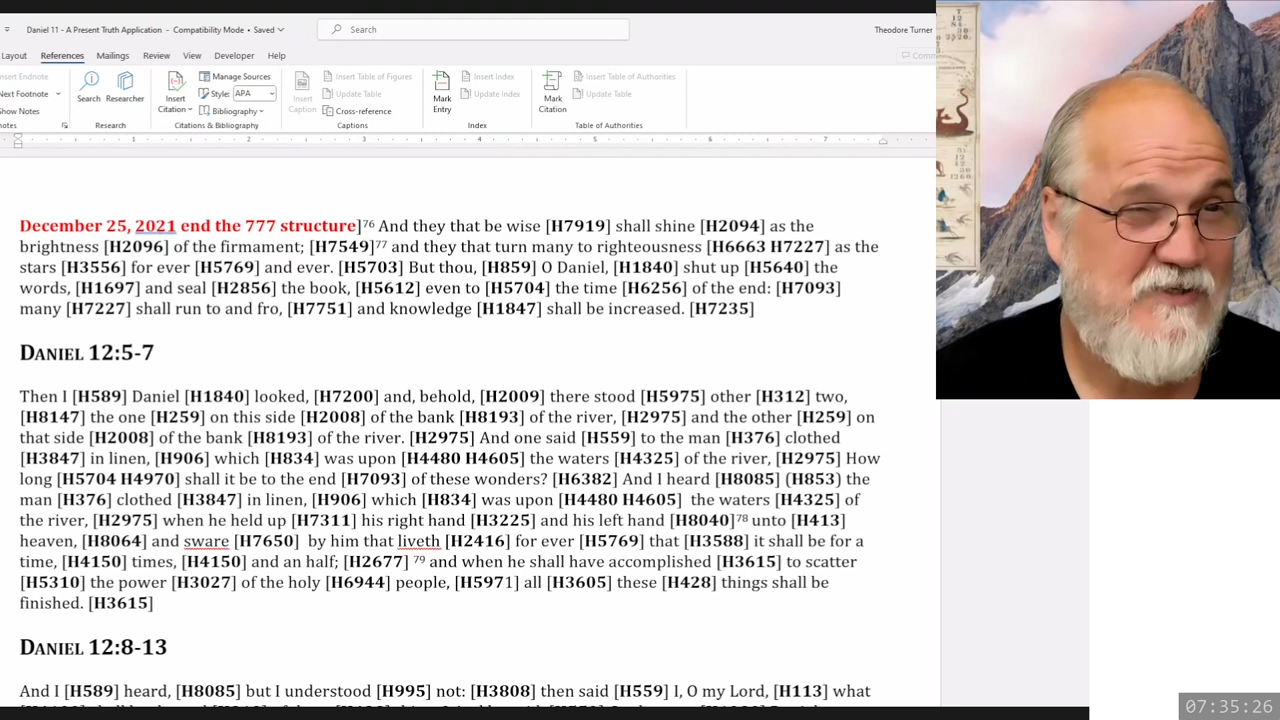 Daniel 11 - A Present Truth Application - Compatibility Mode • Saved
Search
Theodore Turner
Layout References Mailings Review View Developer Help
Comm
Insert Endnote
Next Footnote
Show Notes
notes
Search
Researcher
Research
Insert
Citation
Manage Sources
Style: APA
Bibliography
Citations & Bibliography
Insert
Caption
Insert Table of Figures
Update Table
Cross-reference
Captions
Mark
Entry
Insert Index
Update Index
Index
Mark
Citation
Insert Table of Authorities
Update Table
Table of Authorities
1 2 3 4 5 6 7
December 25, 2021 end the 777 structure]76 And they that be wise [H7919] shall shine [H2094] as the
brightness [H2096] of the firmament; [H7549]77 and they that turn many to righteousness [H6663 H7227] as the
stars [H3556] for ever [H5769] and ever. [H5703] But thou, [H859] O Daniel, [H1840] shut up [H5640] the
words, [H1697] and seal [H2856] the book, [H5612] even to [H5704] the time [H6256] of the end: [H7093]
many [H7227] shall run to and fro, [H7751] and knowledge [H1847] shall be increased. [H7235]
DANIEL 12:5-7
Then I [H589] Daniel [H1840] looked, [H7200] and, behold, [H2009] there stood [H5975] other [H312] two,
[H8147] the one [H259] on this side [H2008] of the bank [H8193] of the river, [H2975] and the other [H259] on
that side [H2008] of the bank [H8193] of the river. [H2975] And one said [H559] to the man [H376] clothed
[H3847] in linen, [H906] which [H834] was upon [H4480 H4605] the waters [H4325] of the river, [H2975] How
long [H5704 H4970] shall it be to the end [H7093] of these wonders? [H6382] And I heard [H8085] (H853) the
man [H376] clothed [H3847] in linen, [H906] which [H834] was upon [H4480 H4605] the waters [H4325] of
the river, [H2975] when he held up [H7311] his right hand [H3225] and his left hand [H8040]78 unto [H413]
heaven, [H8064] and sware [H7650] by him that liveth [H2416] for ever [H5769] that [H3588] it shall be for a
time, [H4150] times, [H4150] and an half; [H2677] 79 and when he shall have accomplished [H3615] to scatter
[H5310] the power [H3027] of the holy [H6944] people, [H5971] all [H3605] these [H428] things shall be
finished. [H3615]
DANIEL 12:8-13
And I [H589] heard, [H8085] but I understood [H995] not: [H3808] then said [H559] I, O my Lord, [H113] what
07:35:26